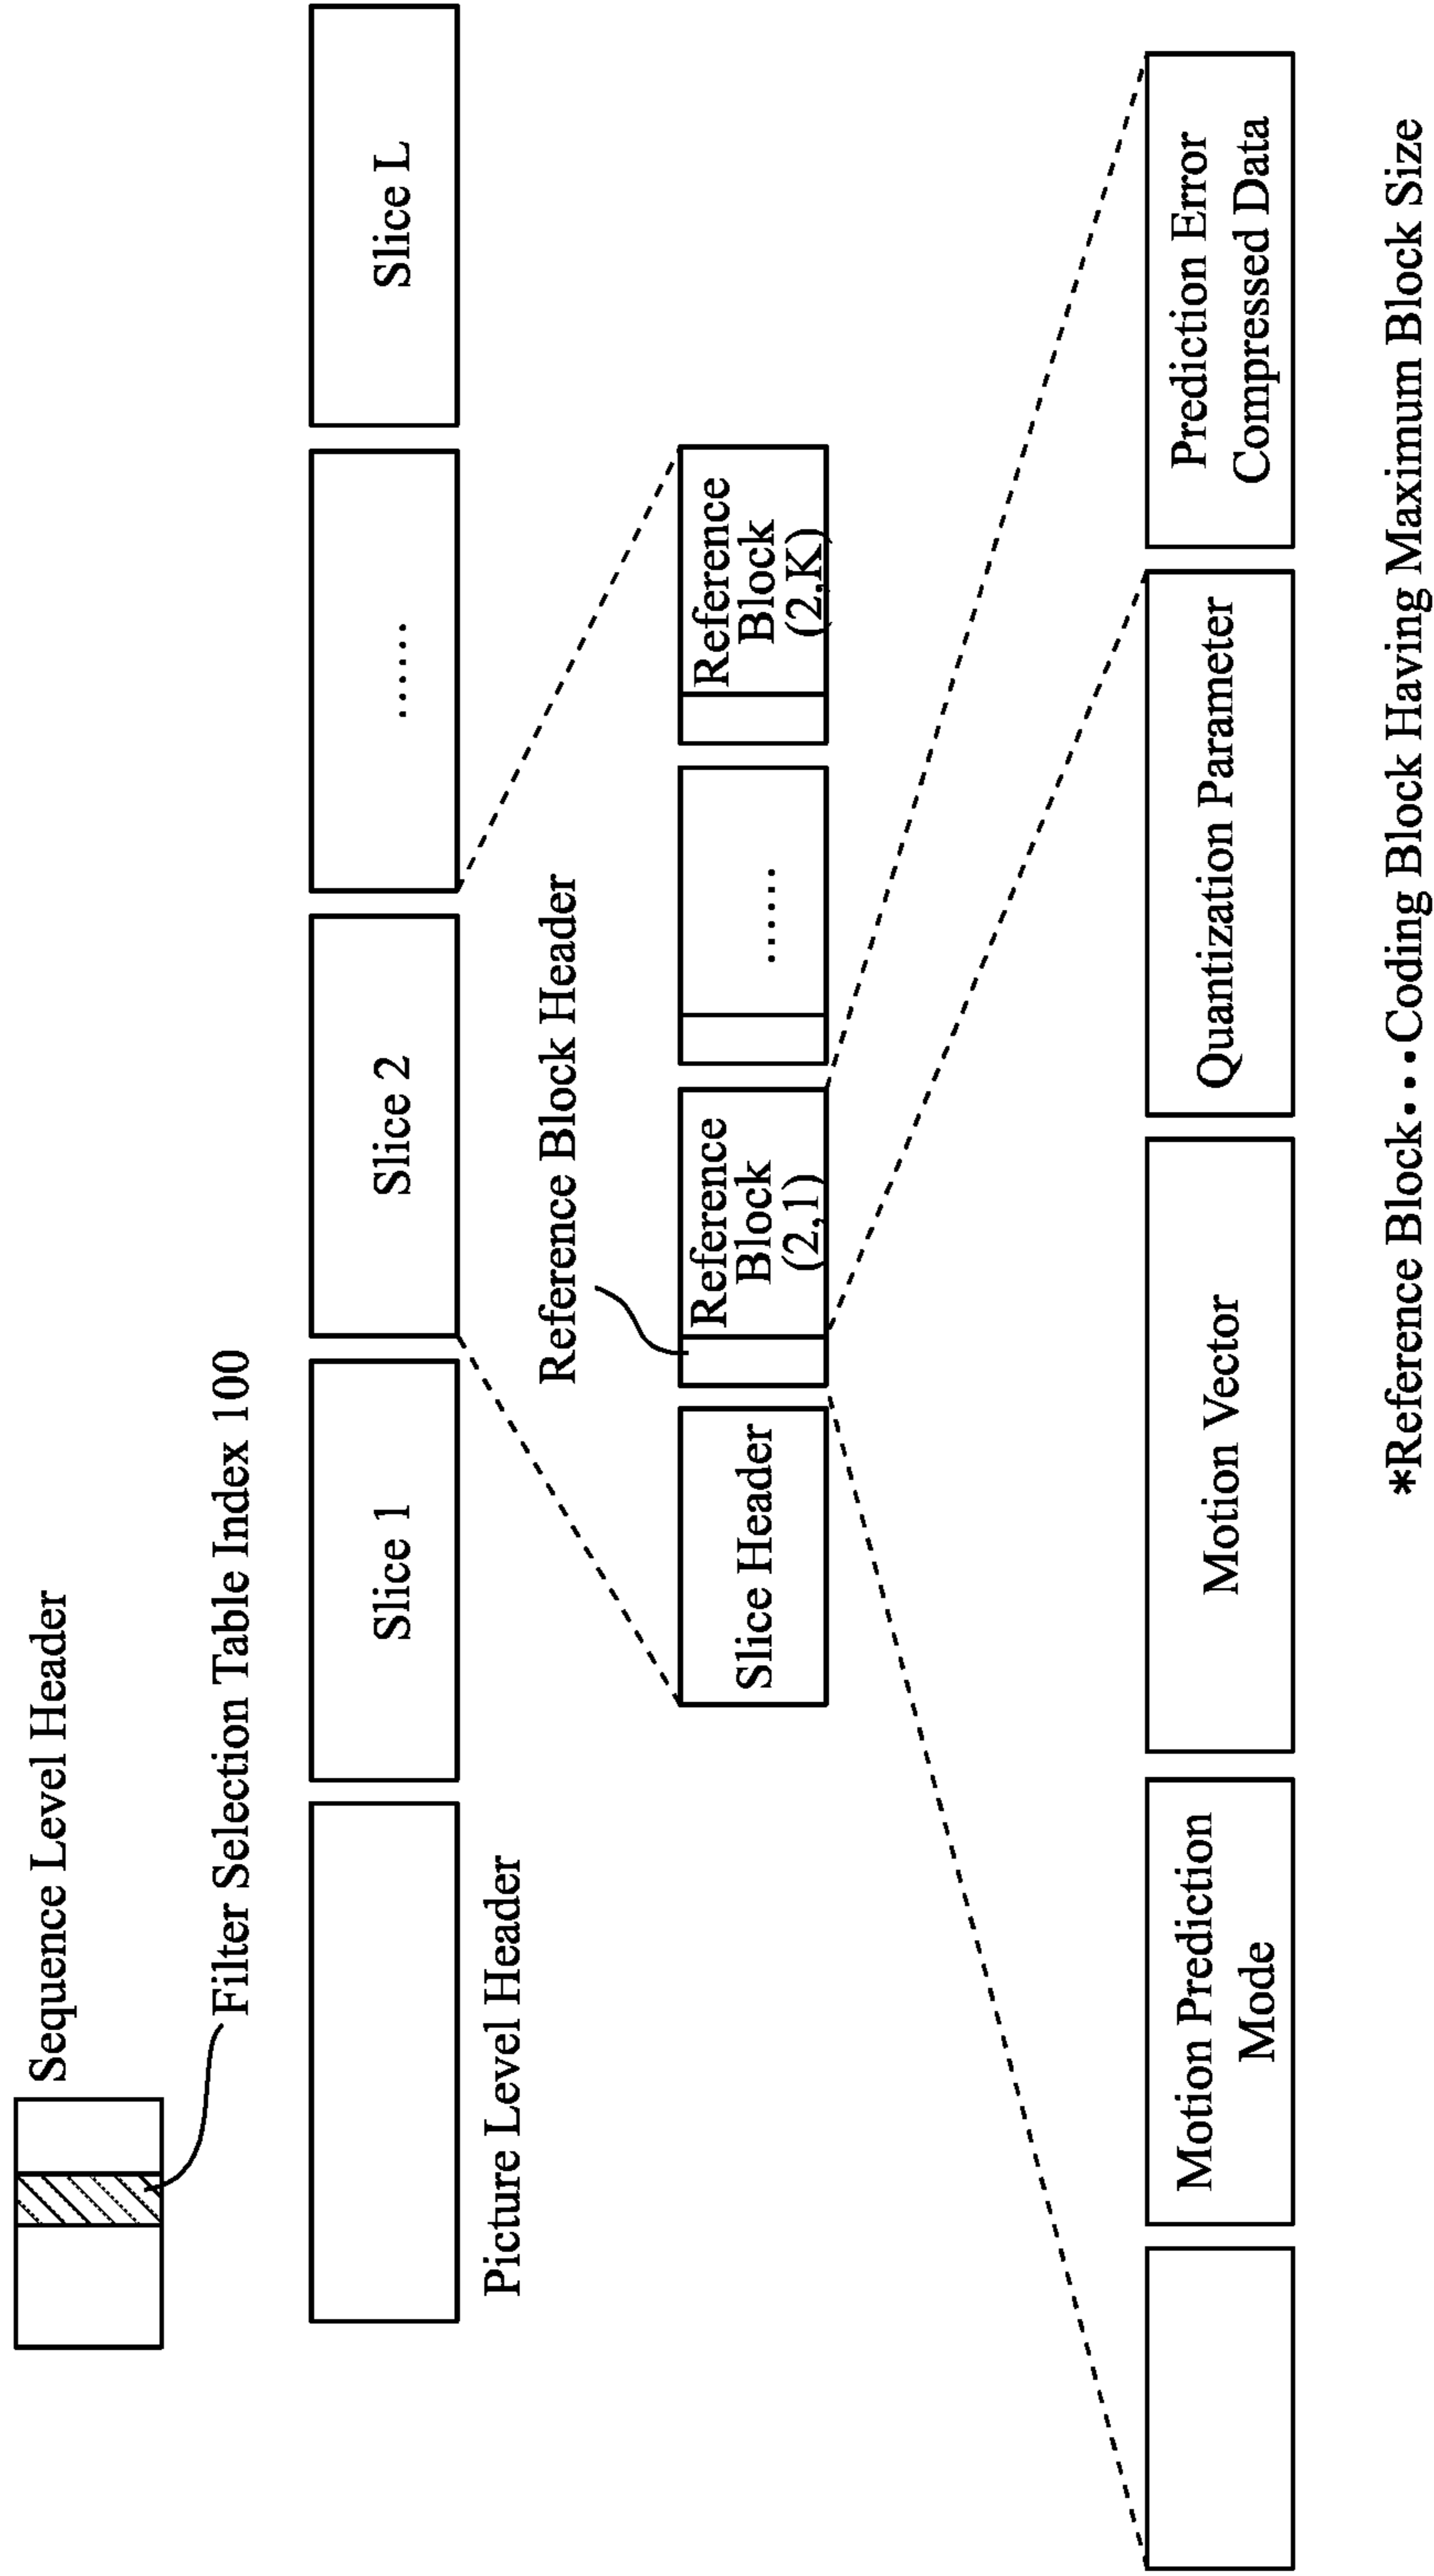 Sequence Level Header
Filter Selection Table Index 100
Slice 1
Slice 2
......
Slice L
Picture Level Header
Reference Block Header
Slice Header
Reference
Block
(2,1)
......
Reference
Block
(2,K)
Motion Prediction
Mode
Motion Vector
Quantization Parameter
Prediction Error
Compressed Data
*Reference Block•••Coding Block Having Maximum Block Size